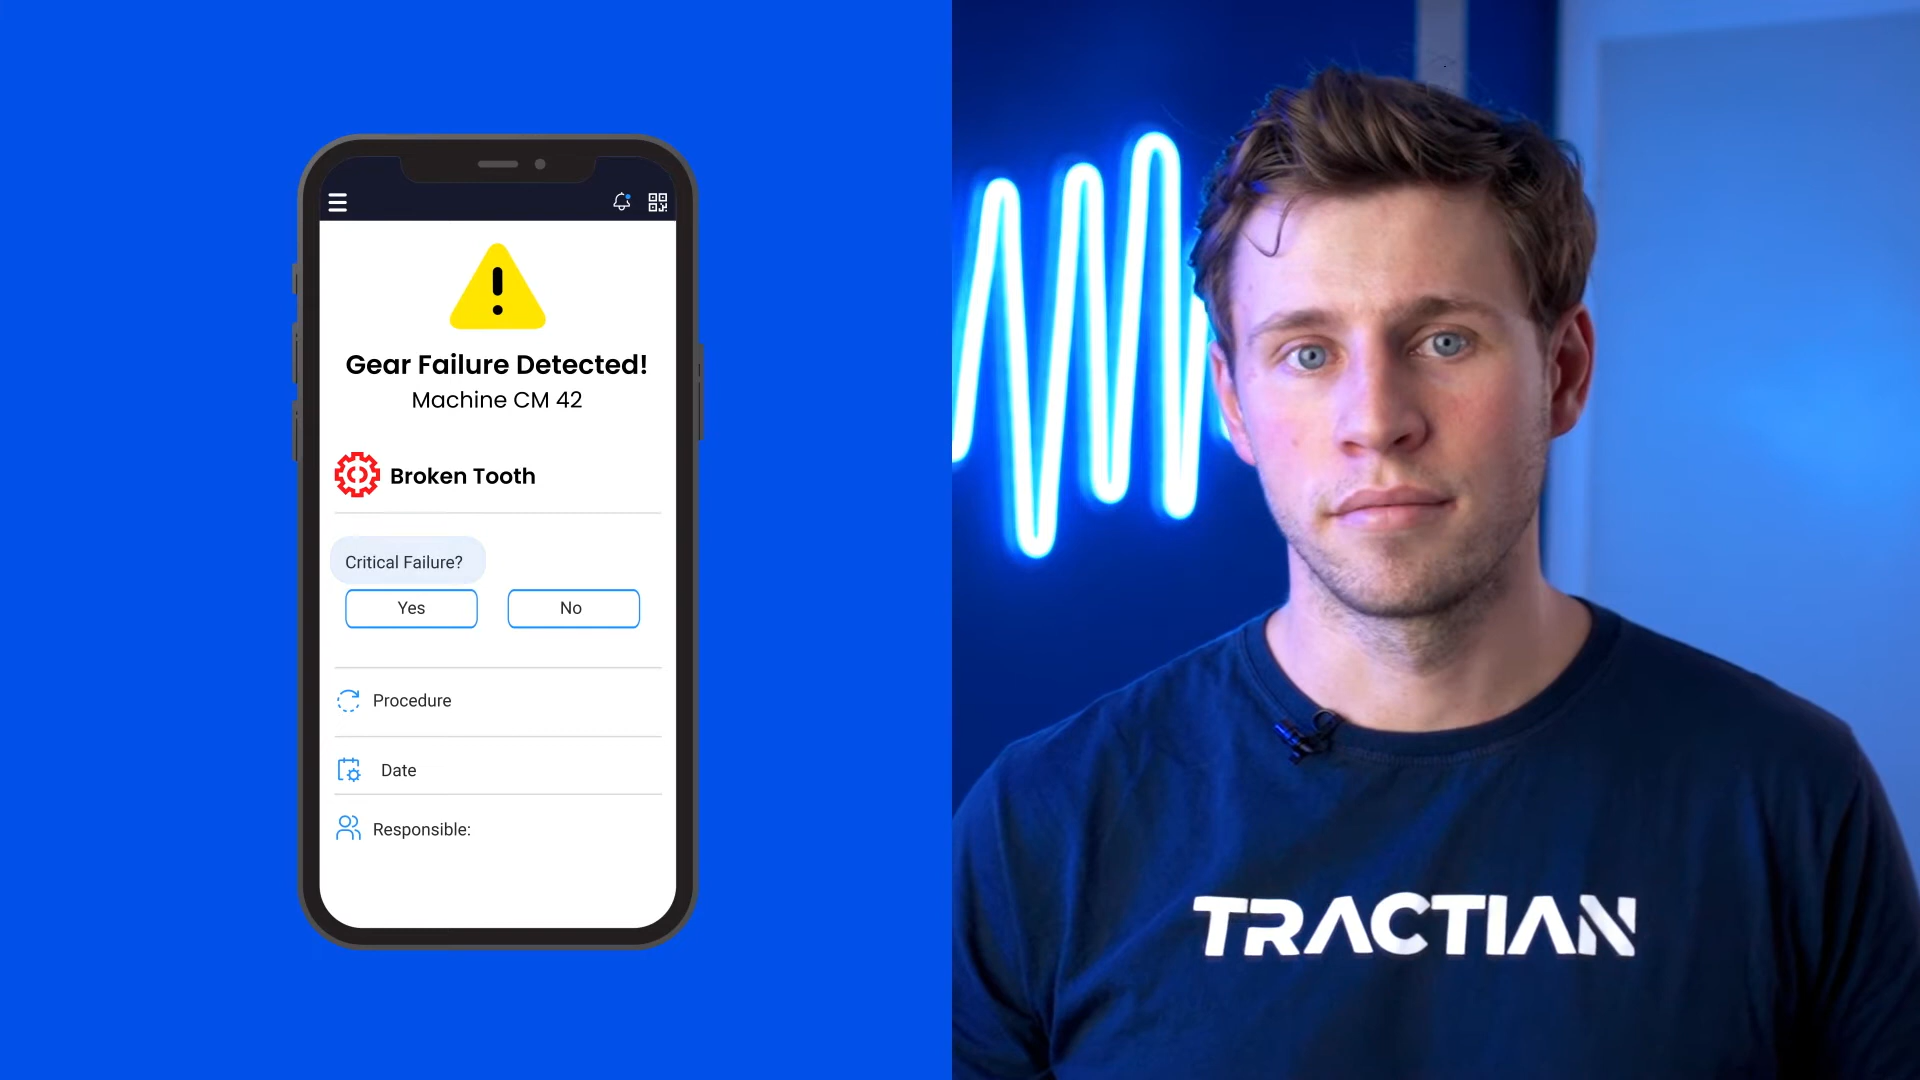 Gear Failure Detected!
Machine CM 42
Broken Tooth
Critical Failure?
Yes
No
Procedure
Date
Responsible:
TRACTIAN